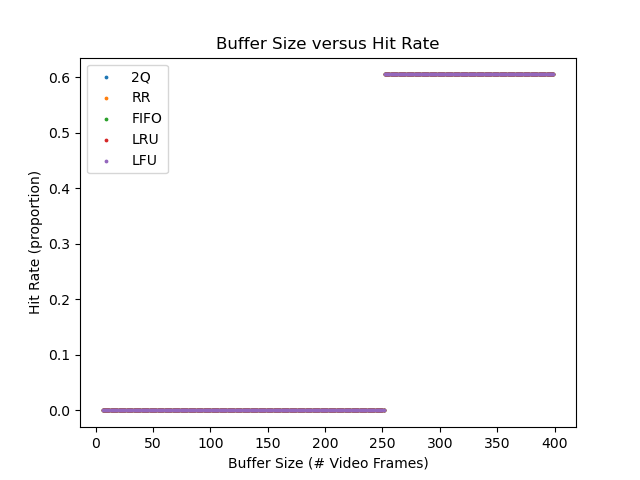 Buffer Size versus Hit Rate
2Q
RR
FIFO
LRU
LFU
Hit Rate (proportion)
0.6
0.5
0.4
0.3
0.2
0.1
0.0
0 50 100 150 200 250 300 350 400
Buffer Size (# Video Frames)